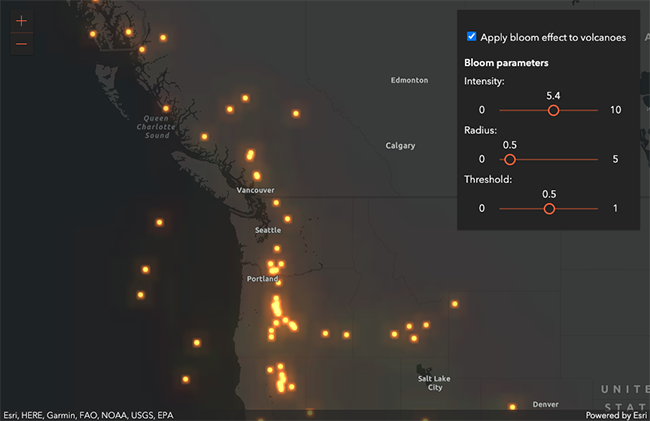 +
−
Queen
Charlotte
Sound
Edmonton
Calgary
Vancouver
Seattle
Portland
Salt Lake
City
Denver
UNITE
STAT
A
Apply bloom effect to volcanoes
Bloom parameters
Intensity:
5.4
0 10
Radius:
0.5
0 5
Threshold:
0.5
0 1
Esri, HERE, Garmin, FAO, NOAA, USGS, EPA
Powered by Esri